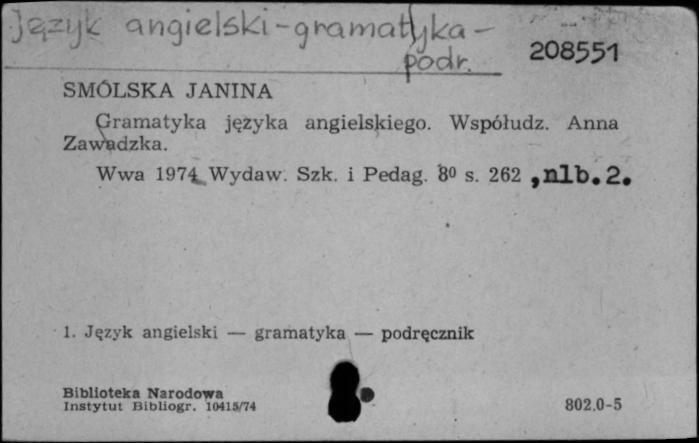 język angielski-gramatyka-
podr.
208551
SMÓLSKA JANINA
Gramatyka języka angielskiego. Współudz. Anna
Zawadzka.
Wwa 1974 Wydaw. Szk. i Pedag. 8⁰ s. 262 ,nlb.2.
1. Język angielski — gramatyka — podręcznik
Biblioteka Narodowa
Instytut Bibliogr. 10415/74
802.0-5